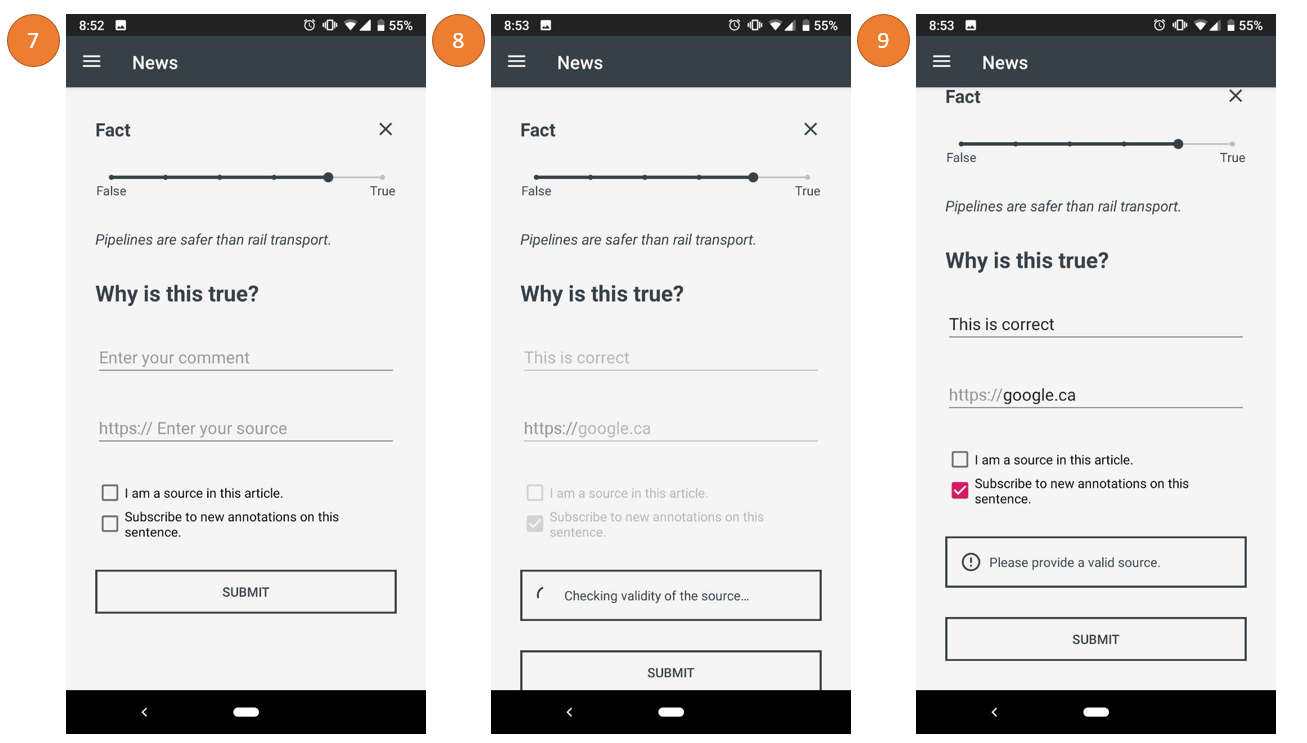 7
8:52
55%
News
Fact
False
True
Pipelines are safer than rail transport.
Why is this true?
Enter your comment
https:// Enter your source
I am a source in this article.
Subscribe to new annotations on this
sentence.
SUBMIT
8
8:53
55%
News
Fact
False
True
Pipelines are safer than rail transport.
Why is this true?
This is correct
https://google.ca
I am a source in this article.
Subscribe to new annotations on this
sentence.
Checking validity of the source...
SUBMIT
9
8:53
55%
News
Fact
False
True
Pipelines are safer than rail transport.
Why is this true?
This is correct
https://google.ca
I am a source in this article.
Subscribe to new annotations on this
sentence.
Please provide a valid source.
SUBMIT